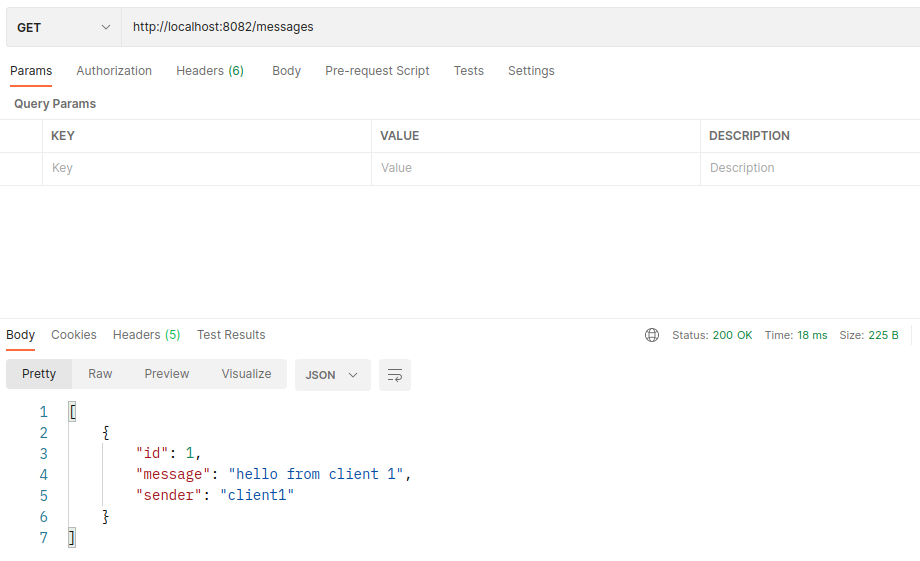 GET http://localhost:8082/messages
Params Authorization Headers (6) Body Pre-request Script Tests Settings
Query Params
KEY VALUE DESCRIPTION
Key Value Description
Body Cookies Headers (5) Test Results Status: 200 OK Time: 18 ms Size: 225 B
Pretty Raw Preview Visualize JSON
1 [
2 {
3 "id": 1,
4 "message": "hello from client 1",
5 "sender": "client1"
6 }
7 ]